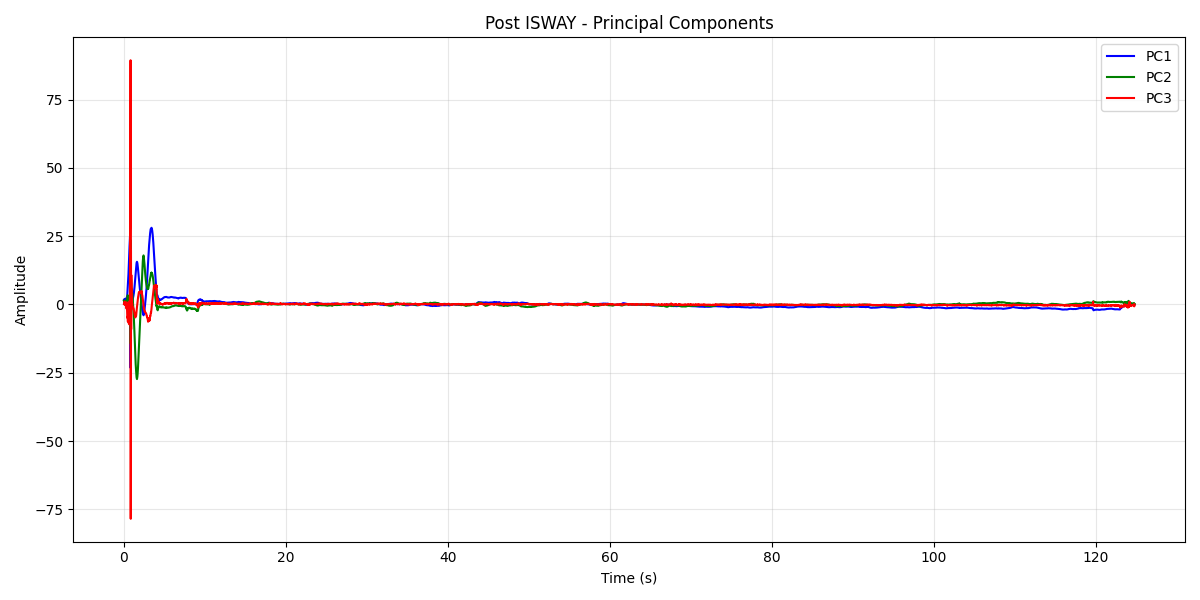 Post ISWAY - Principal Components
PC1
PC2
PC3
Amplitude
75
50
25
0
−25
−50
−75
0 20 40 60 80 100 120
Time (s)